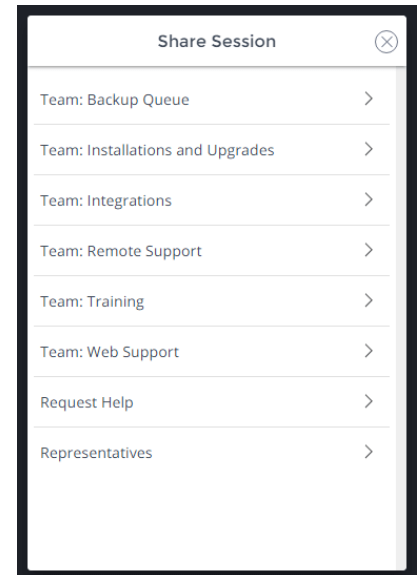 Share Session
Team: Backup Queue
Team: Installations and Upgrades
Team: Integrations
Team: Remote Support
Team: Training
Team: Web Support
Request Help
Representatives